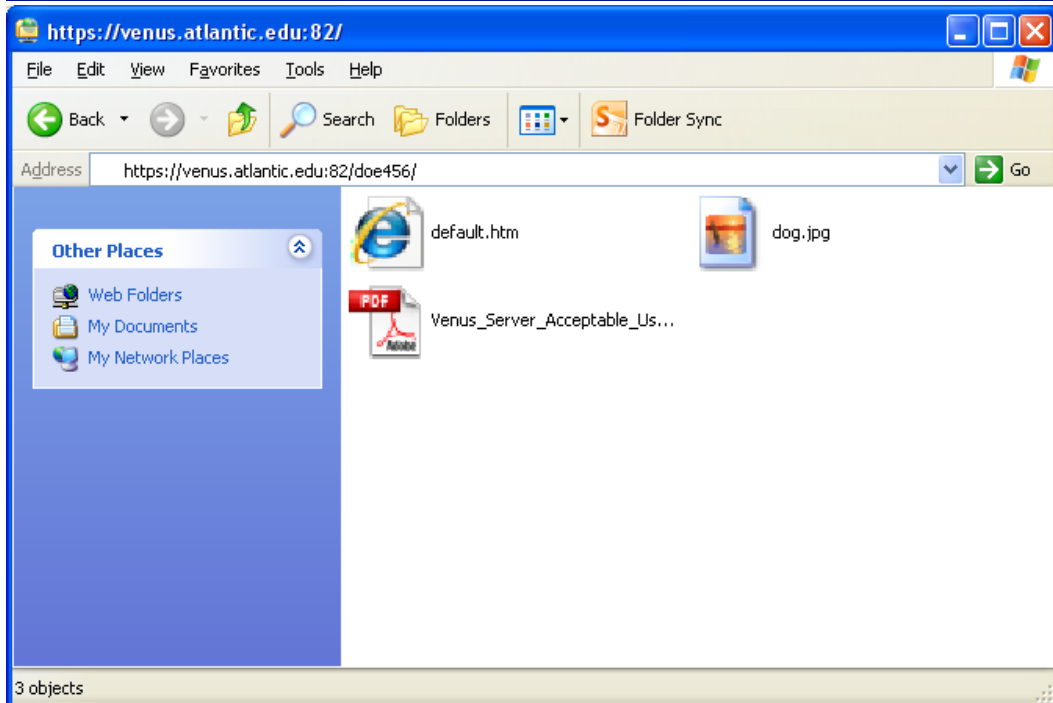 https://venus.atlantic.edu:82/
File Edit View Favorites Tools Help
Back Search Folders Folder Sync
Address https://venus.atlantic.edu:82/doe456/ Go
Other Places
Web Folders
My Documents
My Network Places
default.htm
dog.jpg
PDF
Adobe
Venus_Server_Acceptable_Us...
3 objects